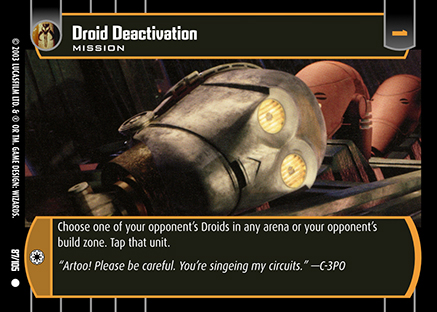 Droid Deactivation
1
MISSION
Choose one of your opponent's Droids in any arena or your opponent's
build zone. Tap that unit.
"Artoo! Please be careful. You're singeing my circuits." —C-3PO
© 2003 LUCASFILM LTD. & ® OR TM. GAME DESIGN: WIZARDS.
87/105